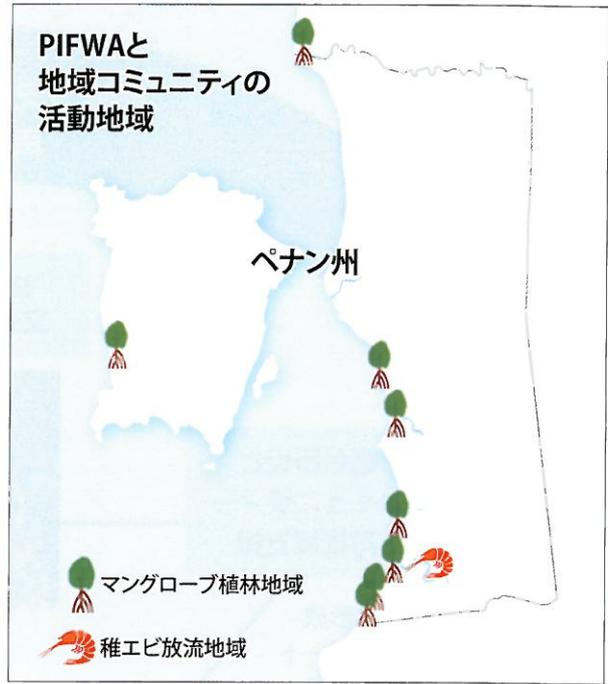 PIFWAと
地域コミュニティの
活動地域
ペナン州
マングローブ植林地域
稚エビ放流地域